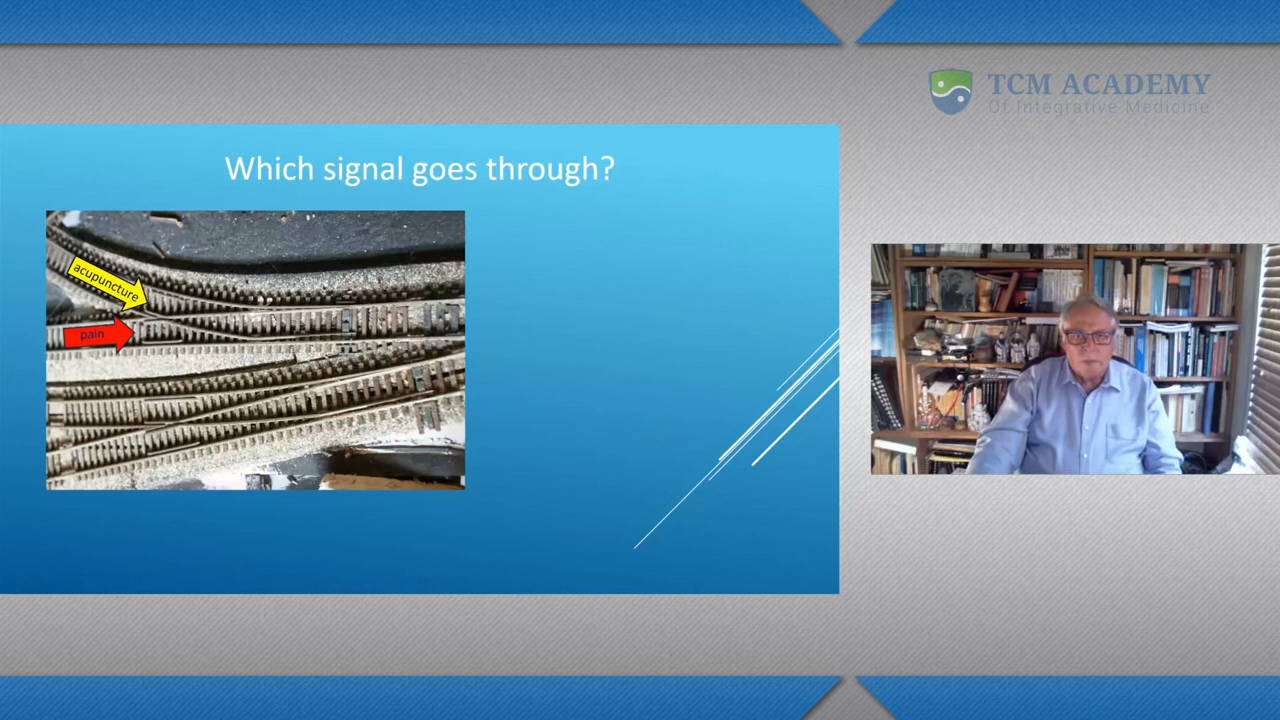 TCM ACADEMY
Of Integrative Medicine
Which signal goes through?
acupuncture
pain